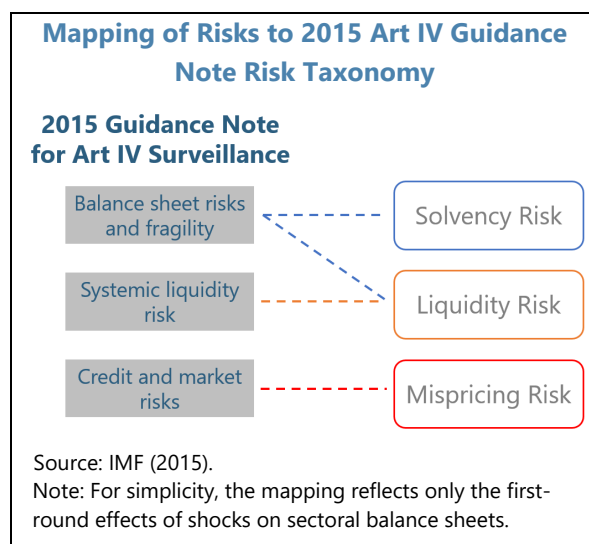 Mapping of Risks to 2015 Art IV Guidance
Note Risk Taxonomy
2015 Guidance Note
for Art IV Surveillance
Balance sheet risks
and fragility
Solvency Risk
Systemic liquidity
risk
Liquidity Risk
Credit and market
risks
Mispricing Risk
Source: IMF (2015).
Note: For simplicity, the mapping reflects only the first-
round effects of shocks on sectoral balance sheets.